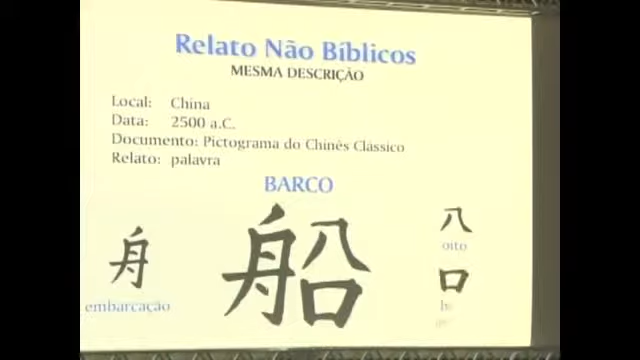 Relato Não Bíblicos
MESMA DESCRIÇÃO
Local: China
Data: 2500 a.C.
Documento: Pictograma do Chinês Clássico
Relato: palavra
BARCO
舟
embarcação
船
八
oito
口